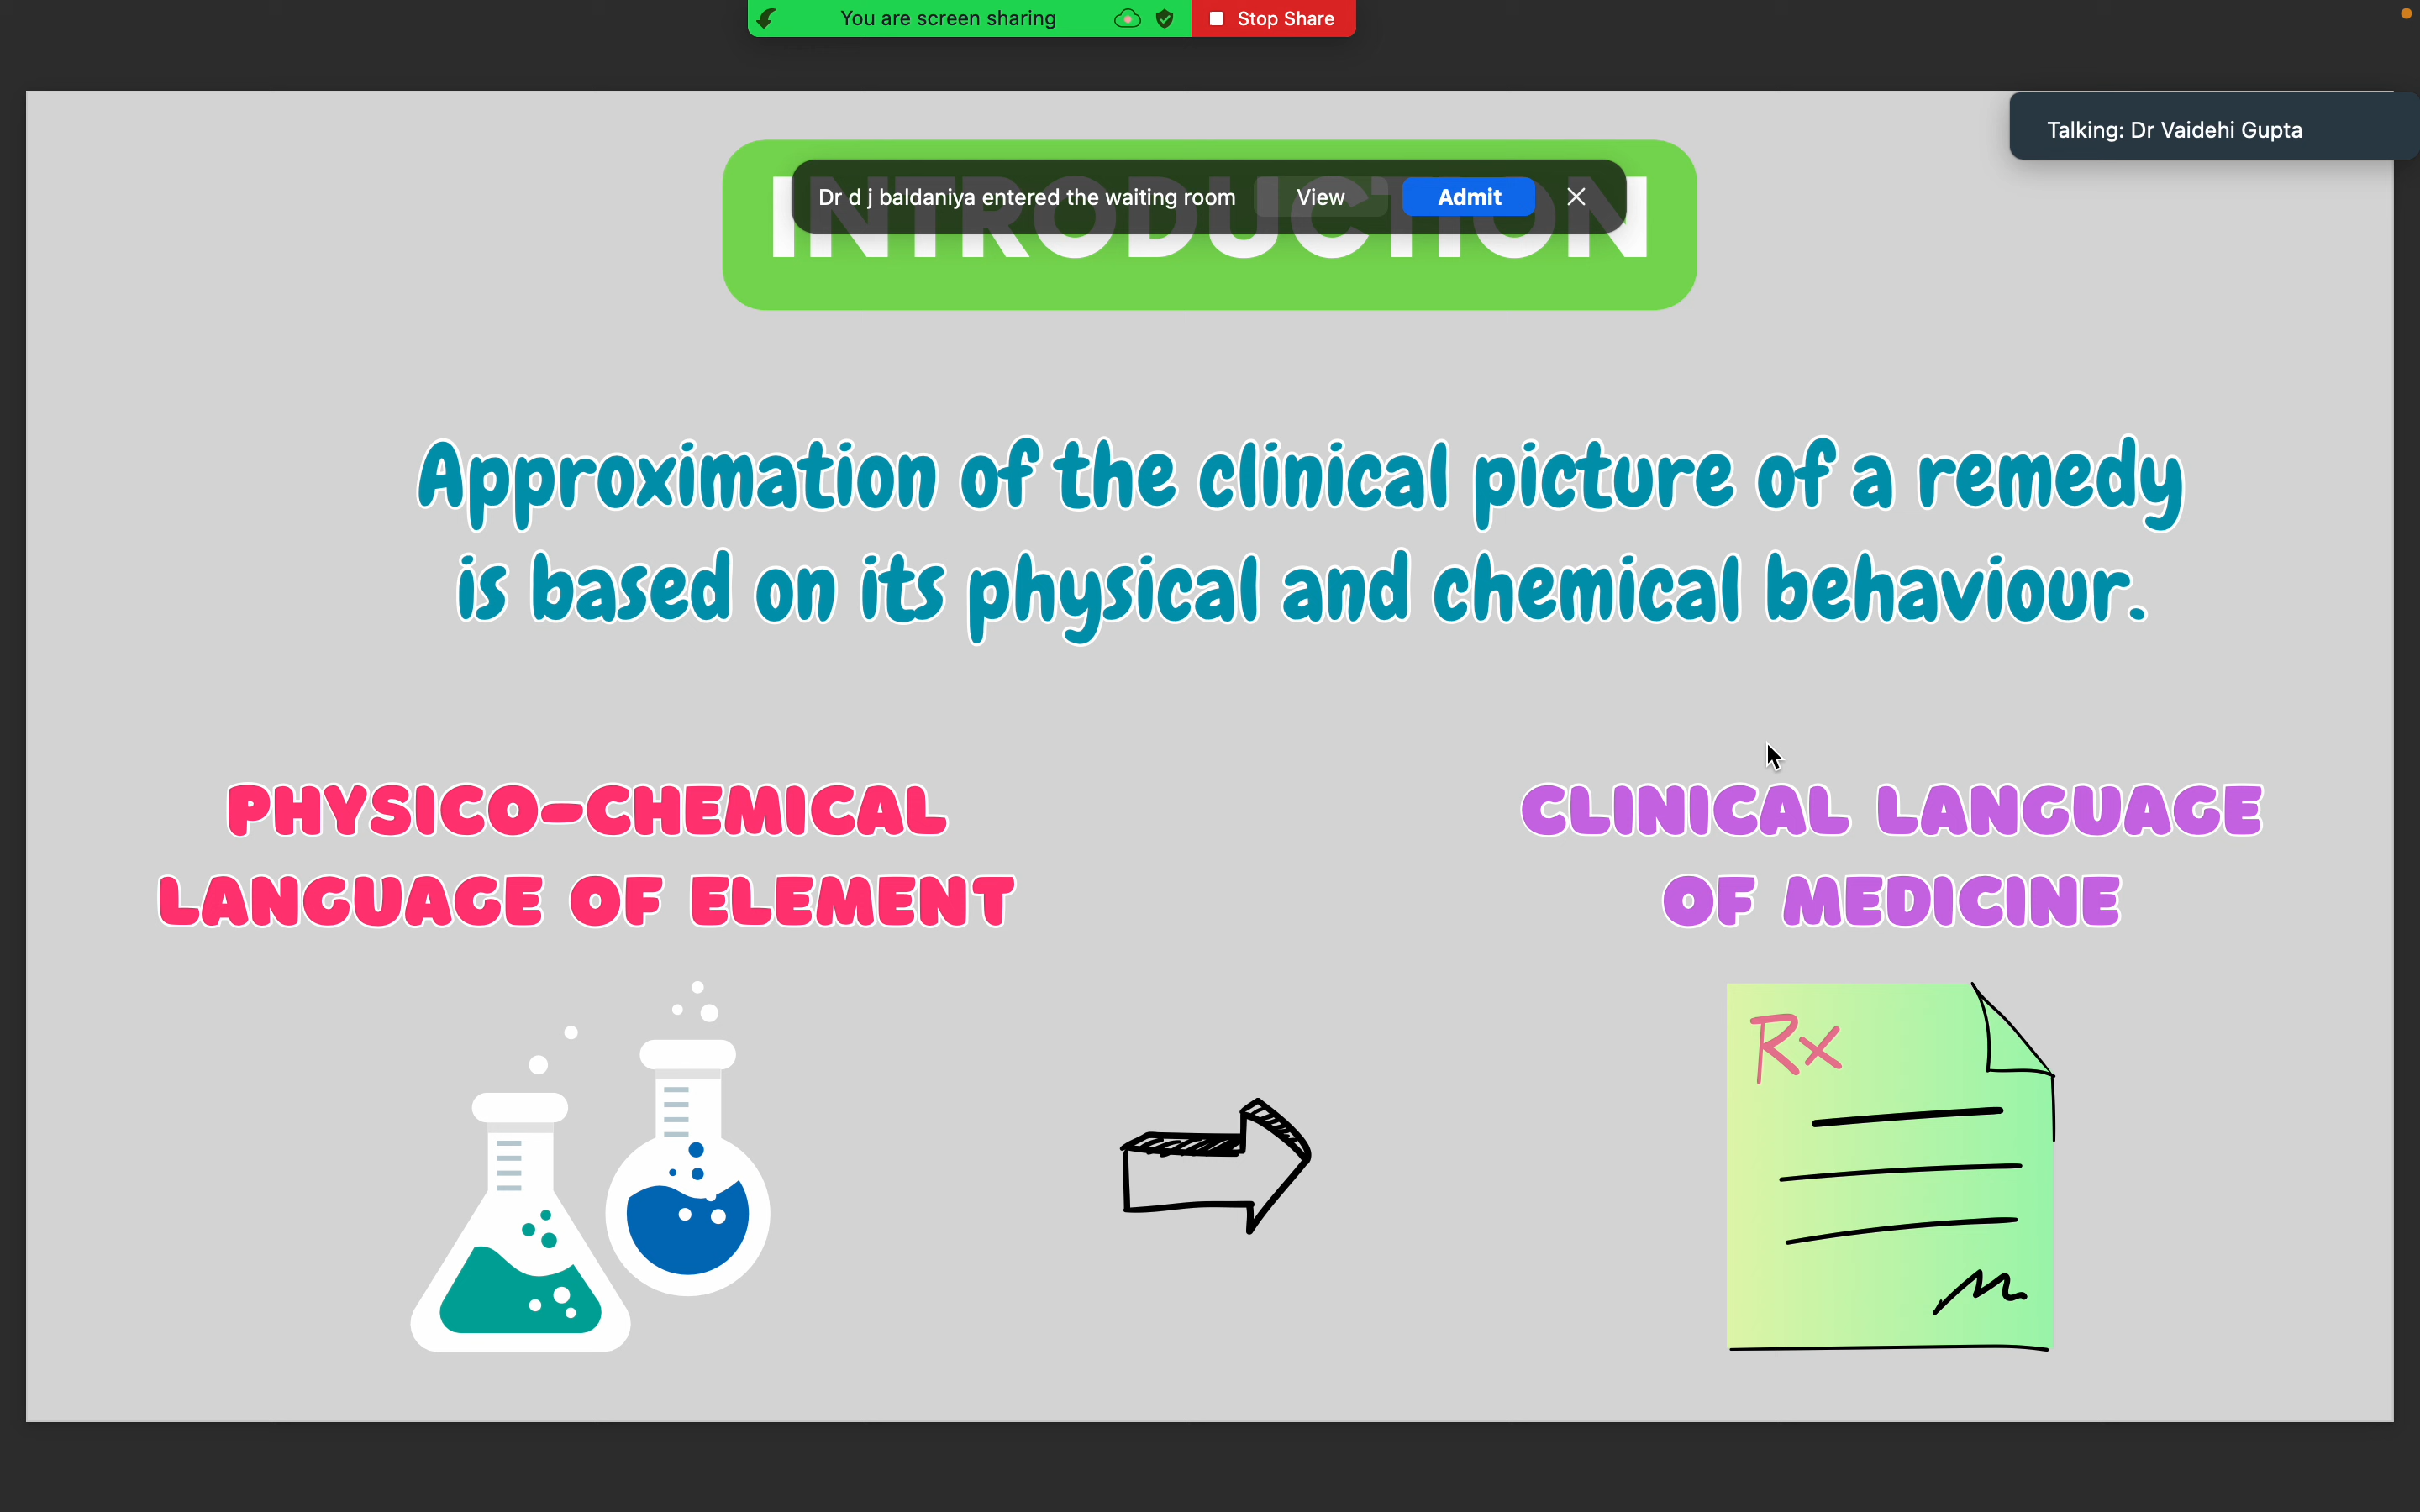 You are screen sharing
Stop Share
Talking: Dr Vaidehi Gupta
Dr d j baldaniya entered the waiting room View Admit
INTRODUCTION
Approximation of the clinical picture of a remedy
is based on its physical and chemical behaviour.
PHYSICO-CHEMICAL
LANGUAGE OF ELEMENT
CLINICAL LANGUAGE
OF MEDICINE
Rx